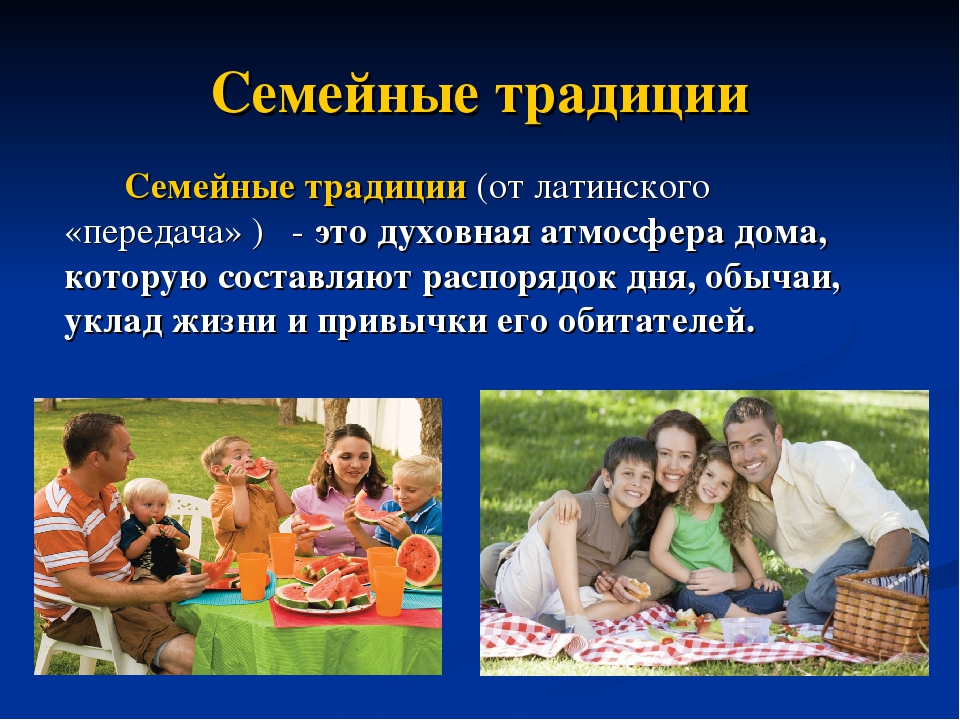 Семейные традиции
Семейные традиции (от латинского
«передача» ) - это духовная атмосфера дома,
которую составляют распорядок дня, обычаи,
уклад жизни и привычки его обитателей.